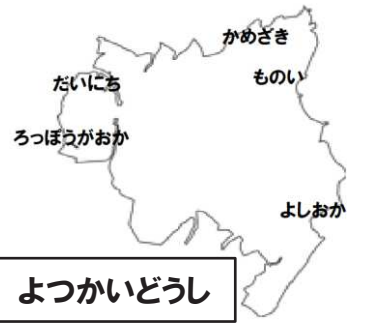 かめざき
だいにち
ものい
ろっぽうがおか
よしおか
よつかいどうし